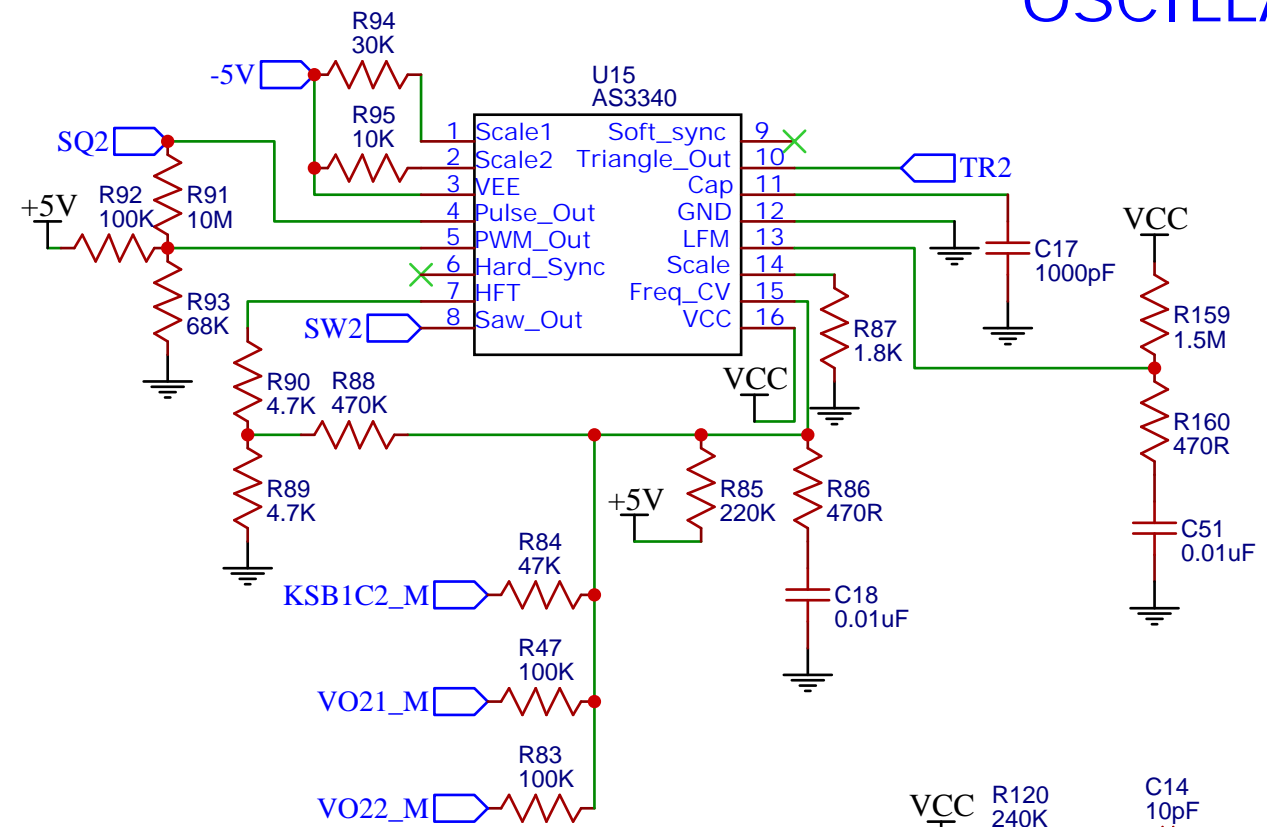 OSCILLA
R94
30K
-5V
U15
AS3340
R95
10K
1 Scale1 Soft_sync 9
SQ2
2 Scale2 Triangle_Out 10
TR2
3 VEE Cap 11
R92
100K
R91
10M
+5V
4 Pulse_Out GND 12
VCC
5 PWM_Out LFM 13
C17
1000pF
6 Hard_Sync Scale 14
7 HFT Freq_CV 15
R93
68K
SW2
8 Saw_Out VCC 16
R87
1.8K
R159
1.5M
VCC
R90
4.7K
R88
470K
R160
470R
R89
4.7K
+5V
R85
220K
R86
470R
C51
0.01uF
R84
47K
KSB1C2_M
C18
0.01uF
R47
100K
VO21_M
R83
100K
VO22_M
VCC
R120
240K
C14
10pF